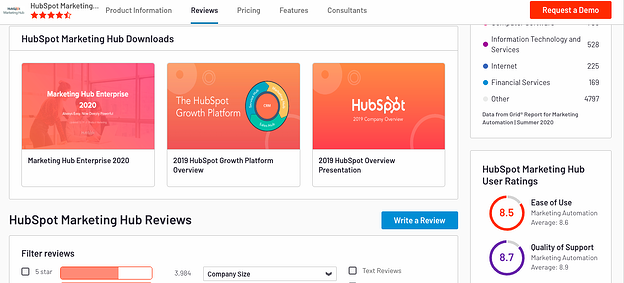 HubSpot Marketing...
Product Information
Reviews
Pricing
Features
Consultants
Request a Demo
HubSpot Marketing Hub Downloads
Marketing Hub Enterprise
2020
The HubSpot
Growth Platform
CRM
HubSpot
2019 Company Overview
Marketing Hub Enterprise 2020
2019 HubSpot Growth Platform
Overview
2019 HubSpot Overview
Presentation
HubSpot Marketing Hub Reviews
Write a Review
Filter reviews
5 star
3,984
Company Size
Text Reviews
Information Technology and
Services
528
Internet
225
Financial Services
169
Other
4797
Data from Grid® Report for Marketing
Automation | Summer 2020
HubSpot Marketing Hub
User Ratings
8.5
Ease of Use
Marketing Automation
Average: 8.6
8.7
Quality of Support
Marketing Automation
Average: 8.9